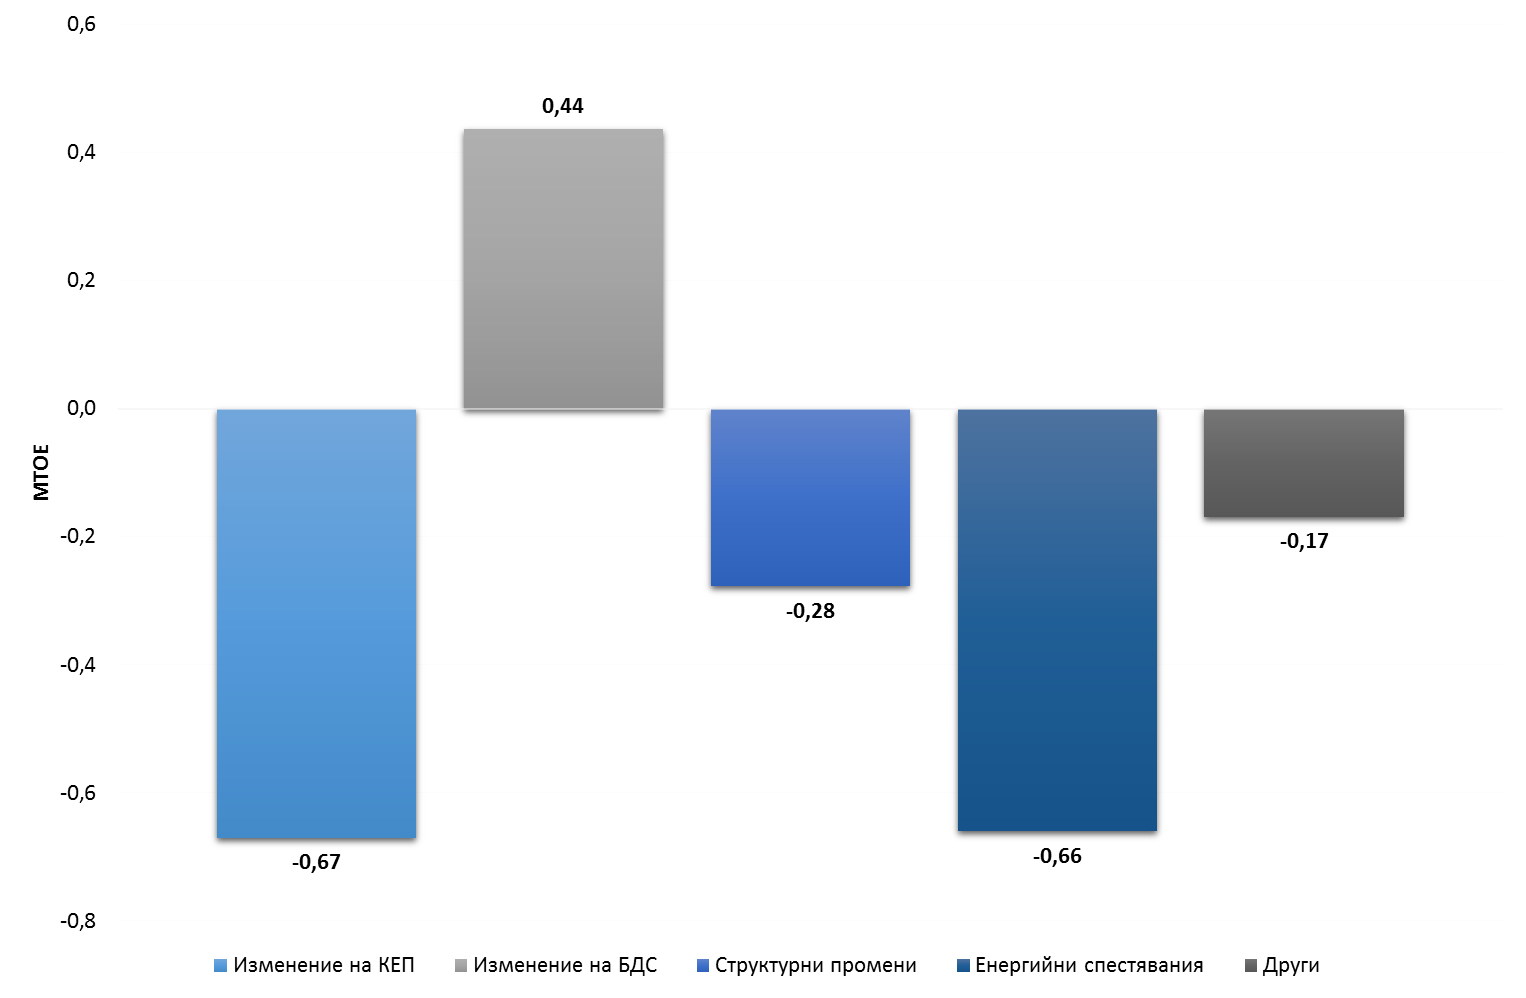 0,6
0,4
0,2
0,0
-0,2
-0,4
-0,6
-0,8
МТОЕ
0,44
-0,67
-0,28
-0,66
-0,17
Изменение на КЕП
Изменение на БДС
Структурни промени
Енергийни спестявания
Други